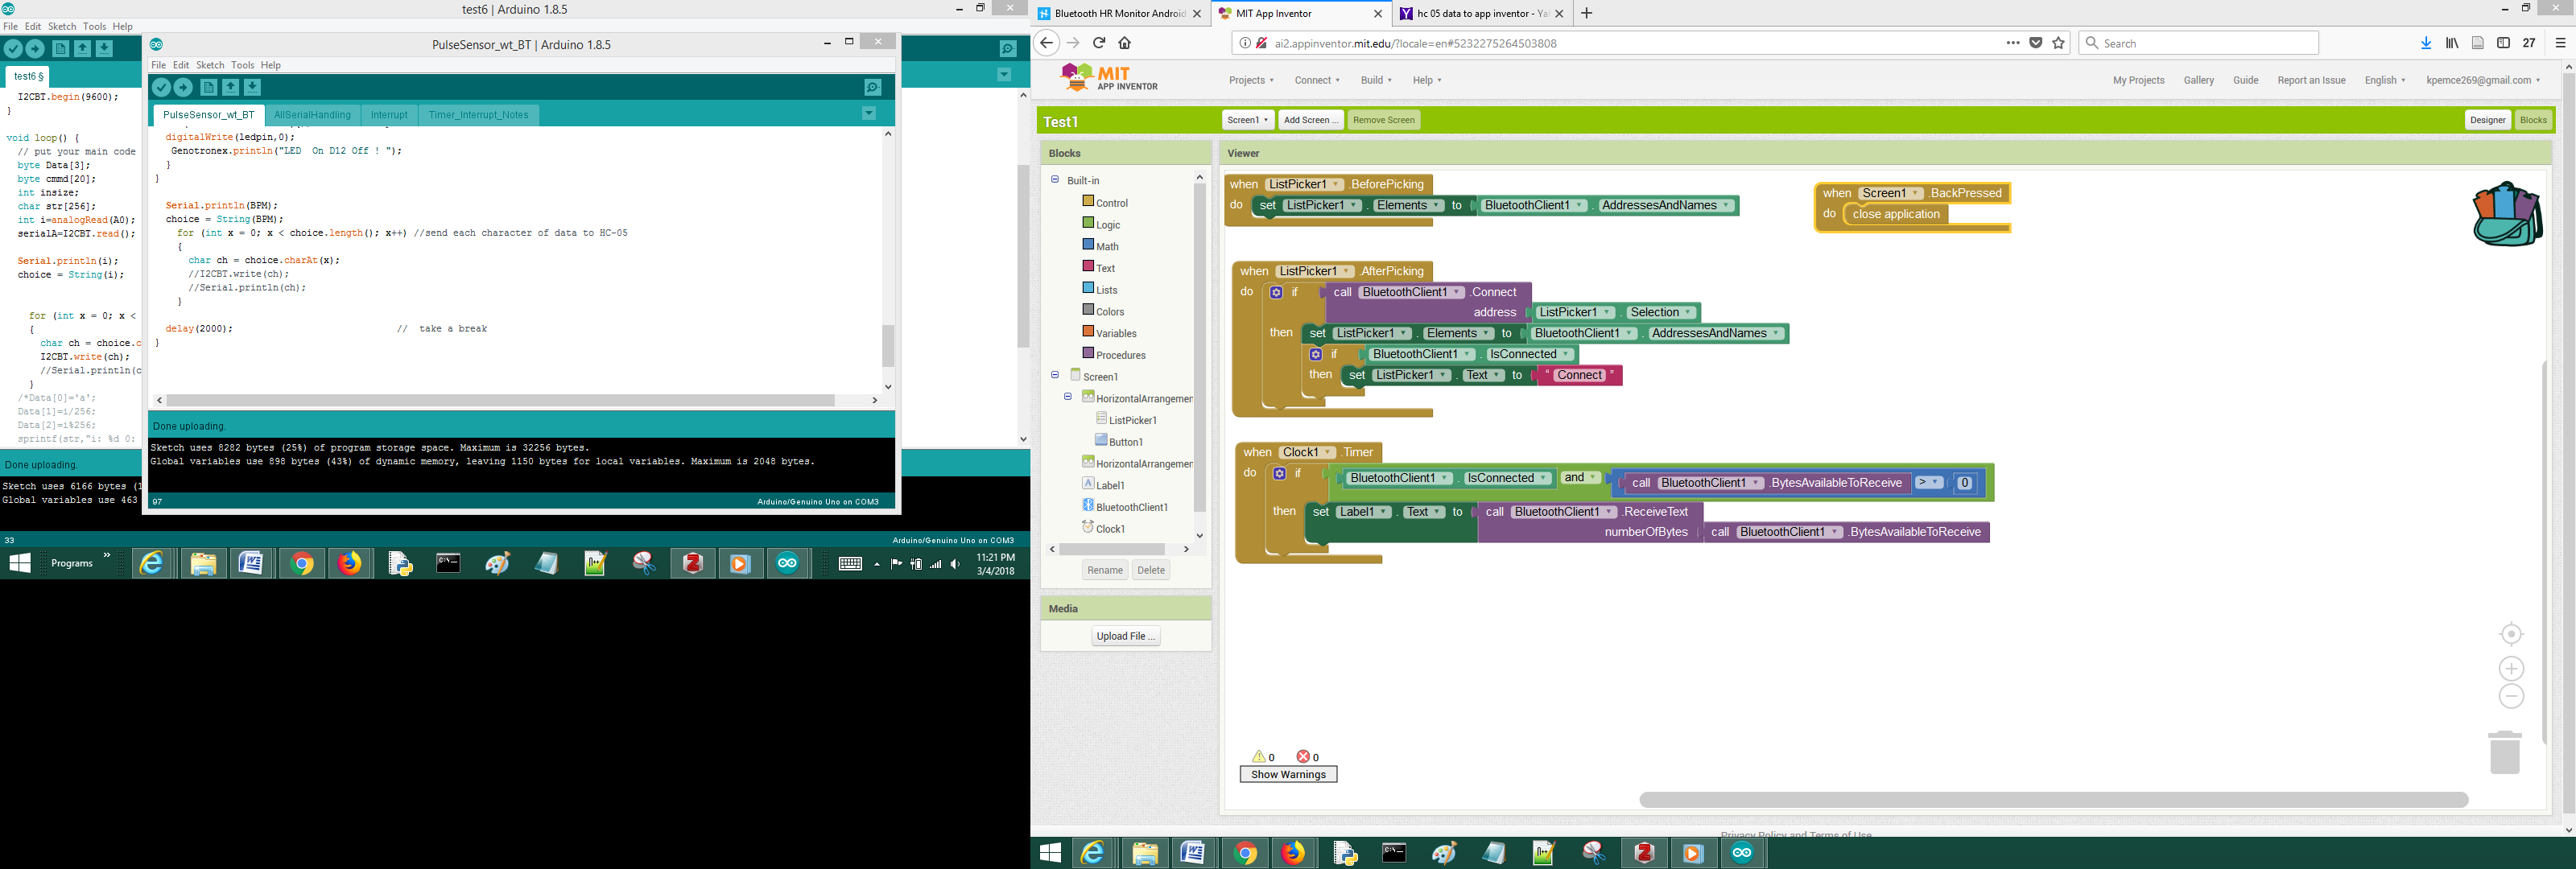 test6 | Arduino 1.8.5
File Edit Sketch Tools Help
test6 §
I2CBT.begin(9600);
}
void loop() {
// put your main code
byte Data[3];
byte cmmd[20];
int insize;
char str[256];
int i=analogRead(A0);
serialA=I2CBT.read();
Serial.println(i);
choice = String(i);
for (int x = 0; x <
{
char ch = choice.c
I2CBT.write(ch);
//Serial.println(c
}
/*Data[0]='a';
Data[1]=i/256;
Data[2]=i%256;
sprintf(str,"i: %d 0:
Done uploading.
Sketch uses 6166 bytes (1
Global variables use 463
33
Arduino/Genuino Uno on COM3
PulseSensor_wt_BT | Arduino 1.8.5
File Edit Sketch Tools Help
PulseSensor_wt_BT AllSerialHandling Interrupt Timer_Interrupt_Notes
digitalWrite(ledpin,0);
Genotronex.println("LED  On D12 Off ! ");
}
}
Serial.println(BPM);
choice = String(BPM);
for (int x = 0; x < choice.length(); x++) //send each character of data to HC-05
{
char ch = choice.charAt(x);
//I2CBT.write(ch);
//Serial.println(ch);
}
delay(2000); //  take a break
}
Done uploading.
Sketch uses 8282 bytes (25%) of program storage space. Maximum is 32256 bytes.
Global variables use 898 bytes (43%) of dynamic memory, leaving 1150 bytes for local variables. Maximum is 2048 bytes.
97
Arduino/Genuino Uno on COM3
Programs »
11:21 PM
3/4/2018
Bluetooth HR Monitor Android
MIT App Inventor
hc 05 data to app inventor - Ya
ai2.appinventor.mit.edu/?locale=en#5232275264503808
Search
27
MIT
APP INVENTOR
Projects Connect Build Help
My Projects Gallery Guide Report an Issue English kpemce269@gmail.com
Test1
Screen1 Add Screen ... Remove Screen
Designer Blocks
Blocks
Built-in
Control
Logic
Math
Text
Lists
Colors
Variables
Procedures
Screen1
HorizontalArrangemen
ListPicker1
Button1
HorizontalArrangemen
Label1
BluetoothClient1
Clock1
Rename Delete
Media
Upload File ...
Viewer
when ListPicker1 .BeforePicking
do set ListPicker1 . Elements to BluetoothClient1 . AddressesAndNames
when Screen1 .BackPressed
do close application
when ListPicker1 .AfterPicking
do if call BluetoothClient1 .Connect
address ListPicker1 . Selection
then set ListPicker1 . Elements to BluetoothClient1 . AddressesAndNames
if BluetoothClient1 . IsConnected
then set ListPicker1 . Text to " Connect "
when Clock1 .Timer
do if BluetoothClient1 . IsConnected and call BluetoothClient1 .BytesAvailableToReceive > 0
then set Label1 . Text to call BluetoothClient1 .ReceiveText
numberOfBytes call BluetoothClient1 .BytesAvailableToReceive
0 0
Show Warnings
Privacy Policy and Terms of Use